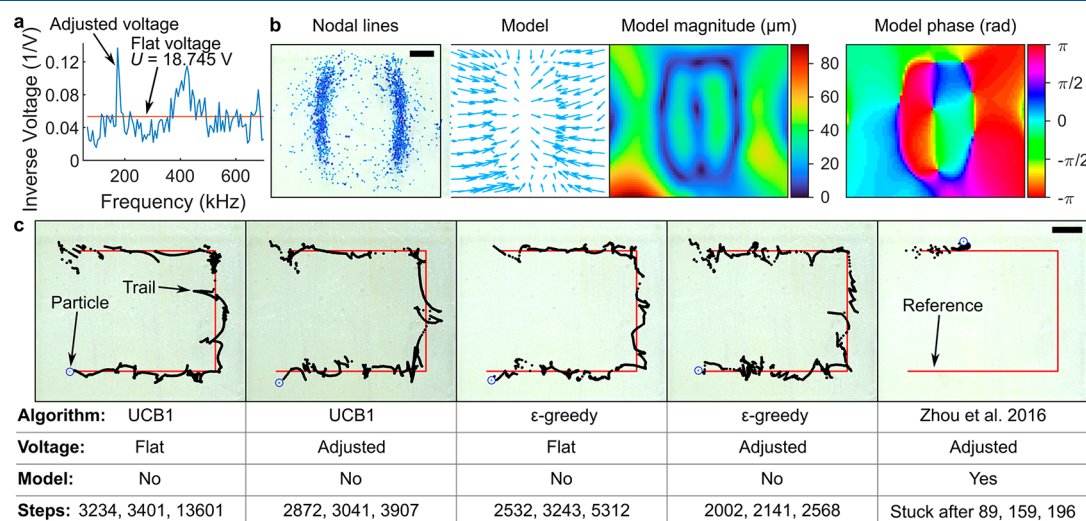 a
Adjusted voltage
Flat voltage
U = 18.745 V
Inverse Voltage (1/V)
0.12
0.08
0.04
0
200
400
600
Frequency (kHz)
b
Nodal lines
Model
Model magnitude (μm)
80
60
40
20
0
Model phase (rad)
π
π/2
0
-π/2
-π
c
Particle
Trail
Reference
Algorithm: UCB1 UCB1 ε-greedy ε-greedy Zhou et al. 2016
Voltage: Flat Adjusted Flat Adjusted Adjusted
Model: No No No No Yes
Steps: 3234, 3401, 13601 2872, 3041, 3907 2532, 3243, 5312 2002, 2141, 2568 Stuck after 89, 159, 196